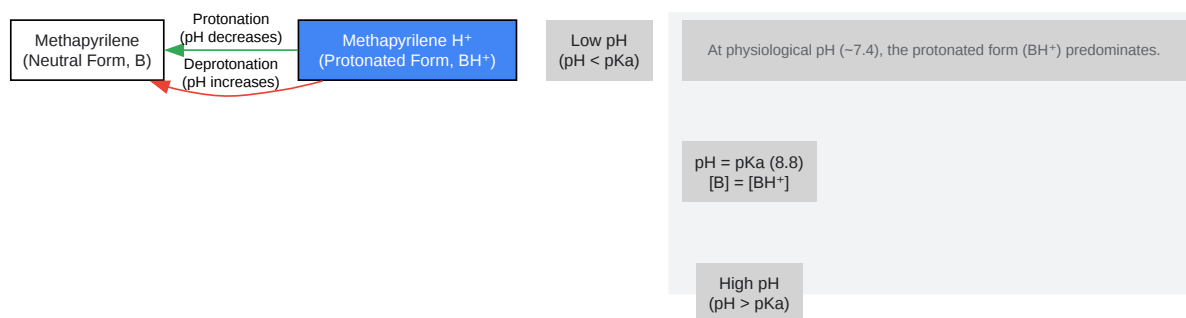 Methapyrilene
(Neutral Form, B)
Protonation
(pH decreases)
Deprotonation
(pH increases)
Methapyrilene H⁺
(Protonated Form, BH⁺)
Low pH
(pH < pKa)
At physiological pH (~7.4), the protonated form (BH⁺) predominates.
pH = pKa (8.8)
[B] = [BH⁺]
High pH
(pH > pKa)